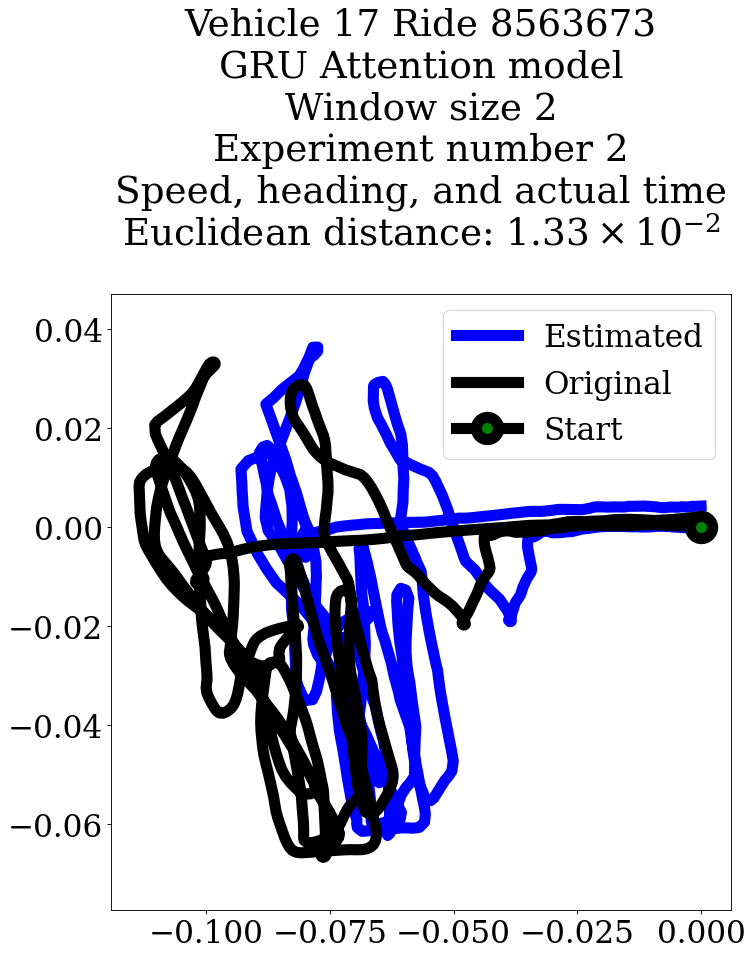 Vehicle 17 Ride 8563673
GRU Attention model
Window size 2
Experiment number 2
Speed, heading, and actual time
Euclidean distance: 1.33 × 10⁻²
Estimated
Original
Start
0.04
0.02
0.00
−0.02
−0.04
−0.06
−0.100 −0.075 −0.050 −0.025 0.000